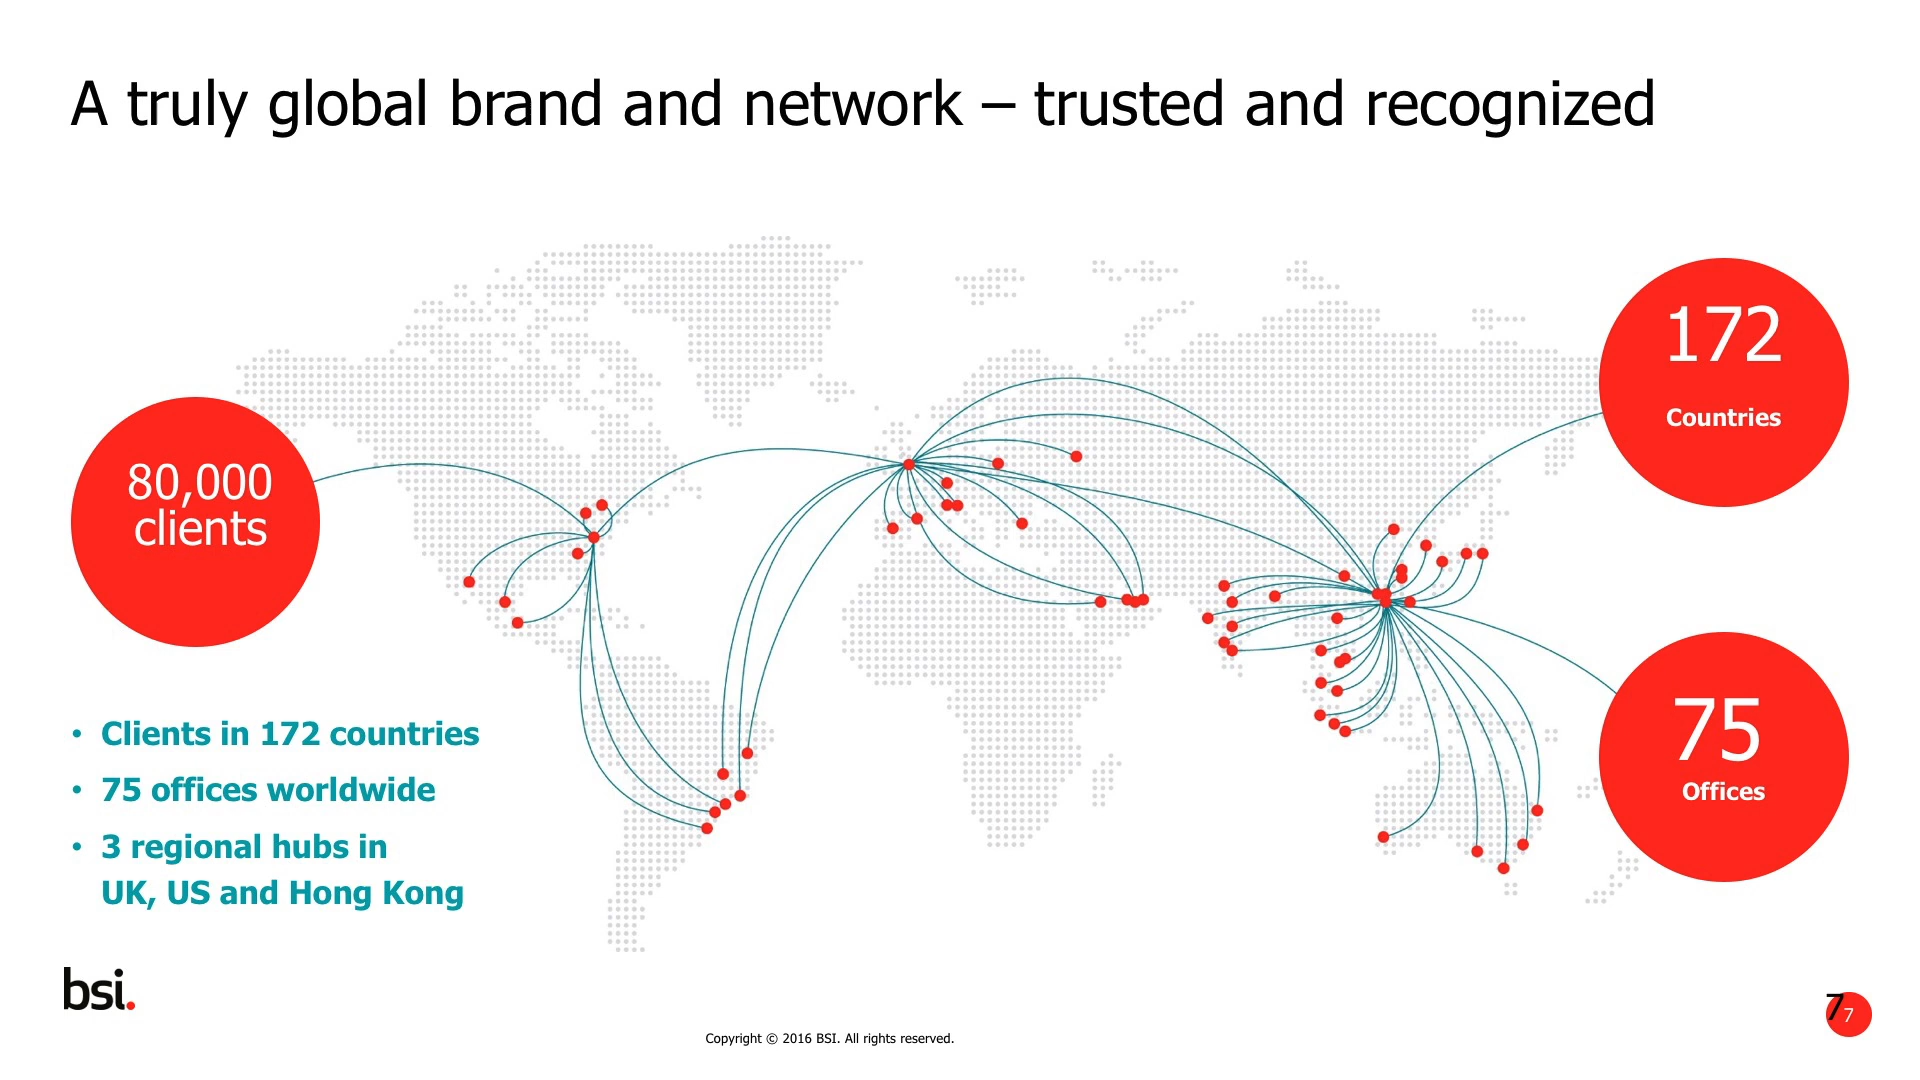 A truly global brand and network – trusted and recognized
172
Countries
80,000
clients
75
Offices
• Clients in 172 countries
• 75 offices worldwide
• 3 regional hubs in
UK, US and Hong Kong
bsi.
7
7
Copyright © 2016 BSI. All rights reserved.